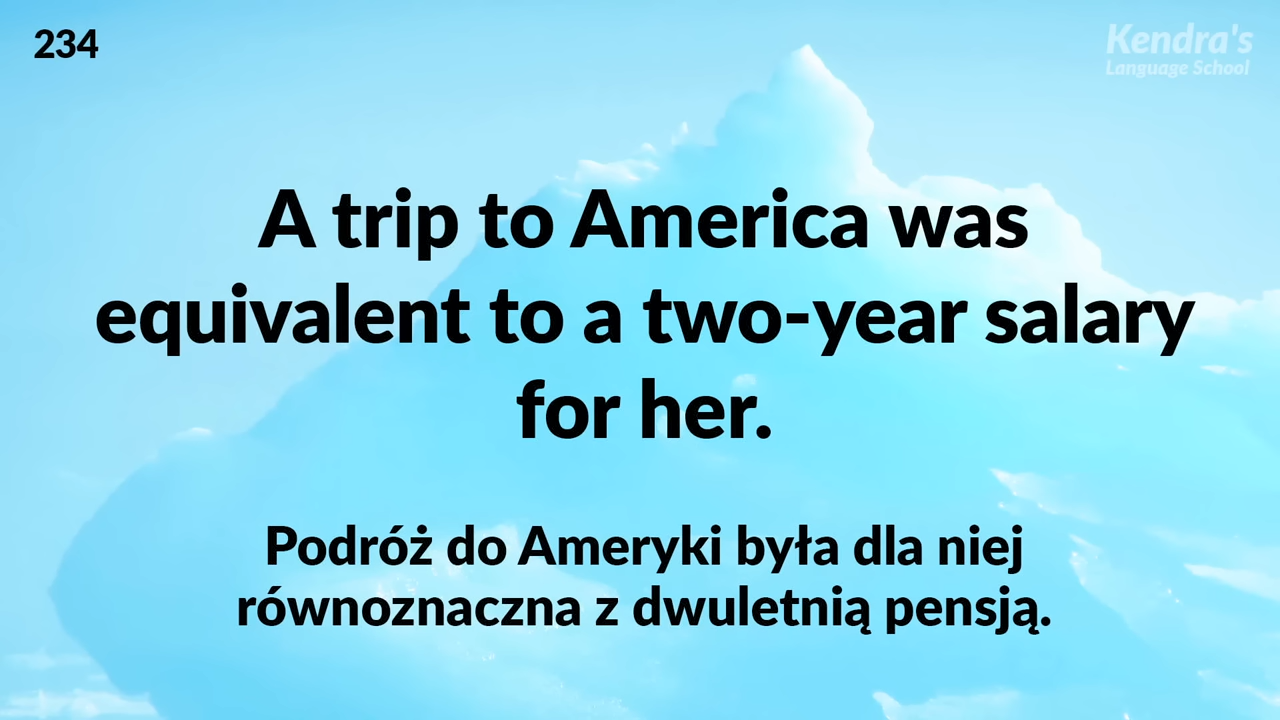 234
Kendra's
Language School
A trip to America was
equivalent to a two-year salary
for her.
Podróż do Ameryki była dla niej
równoznaczna z dwuletnią pensją.